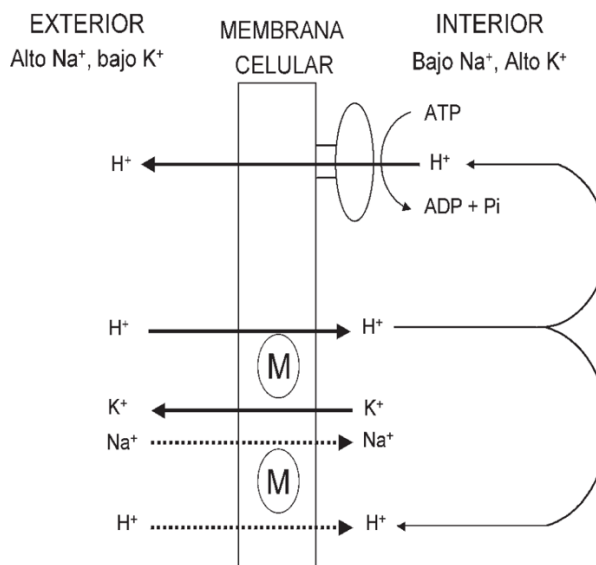 EXTERIOR
Alto Na⁺, bajo K⁺
MEMBRANA
CELULAR
INTERIOR
Bajo Na⁺, Alto K⁺
ATP
H⁺
H⁺
ADP + Pi
H⁺
H⁺
M
K⁺
K⁺
Na⁺
Na⁺
M
H⁺
H⁺